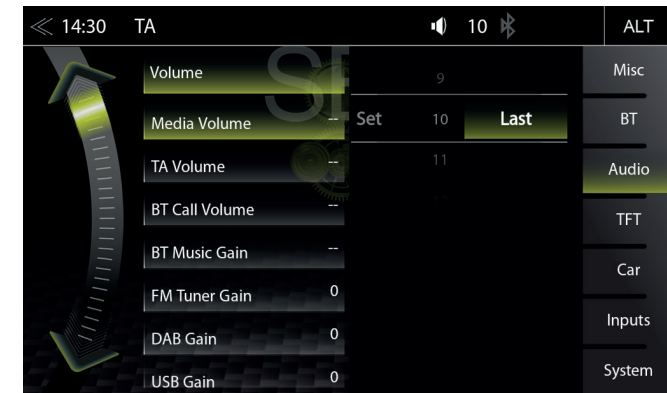 14:30 TA 10 ALT
Volume
Media Volume --
TA Volume --
BT Call Volume --
BT Music Gain --
FM Tuner Gain 0
DAB Gain 0
USB Gain 0
9
Set 10 Last
11
Misc
BT
Audio
TFT
Car
Inputs
System